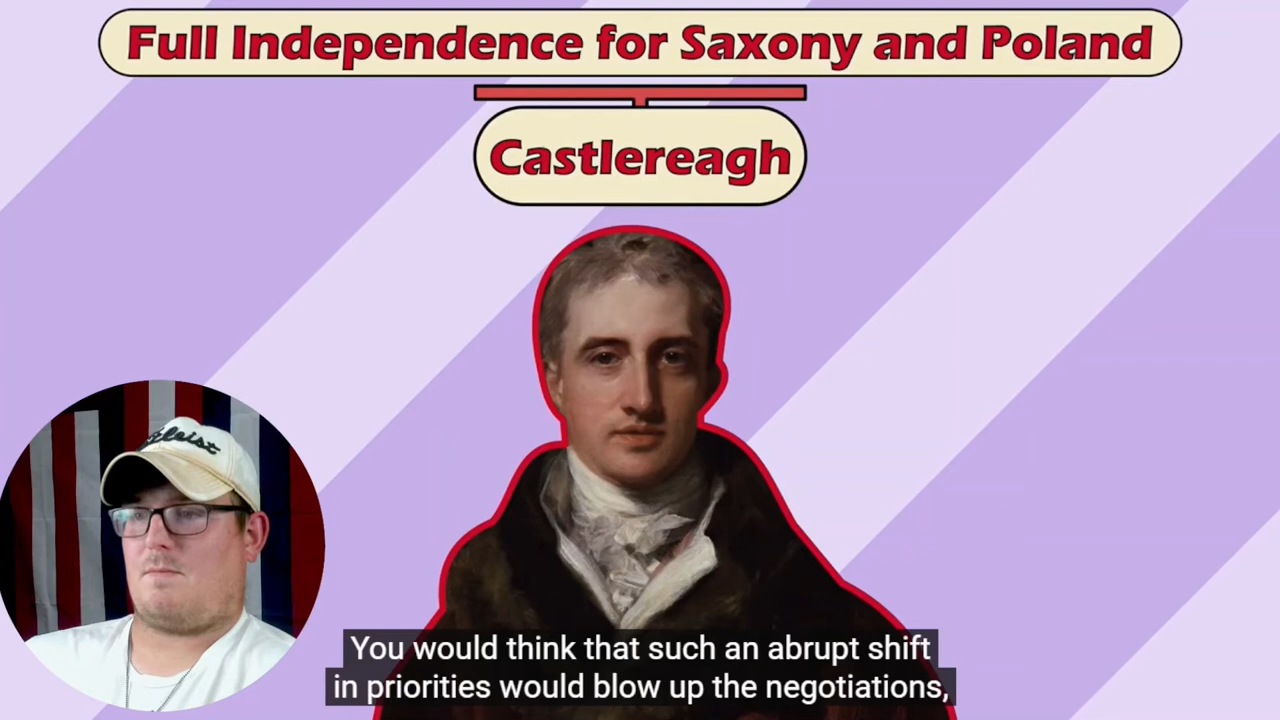 Full Independence for Saxony and Poland
Castlereagh
Titleist
You would think that such an abrupt shift
in priorities would blow up the negotiations,